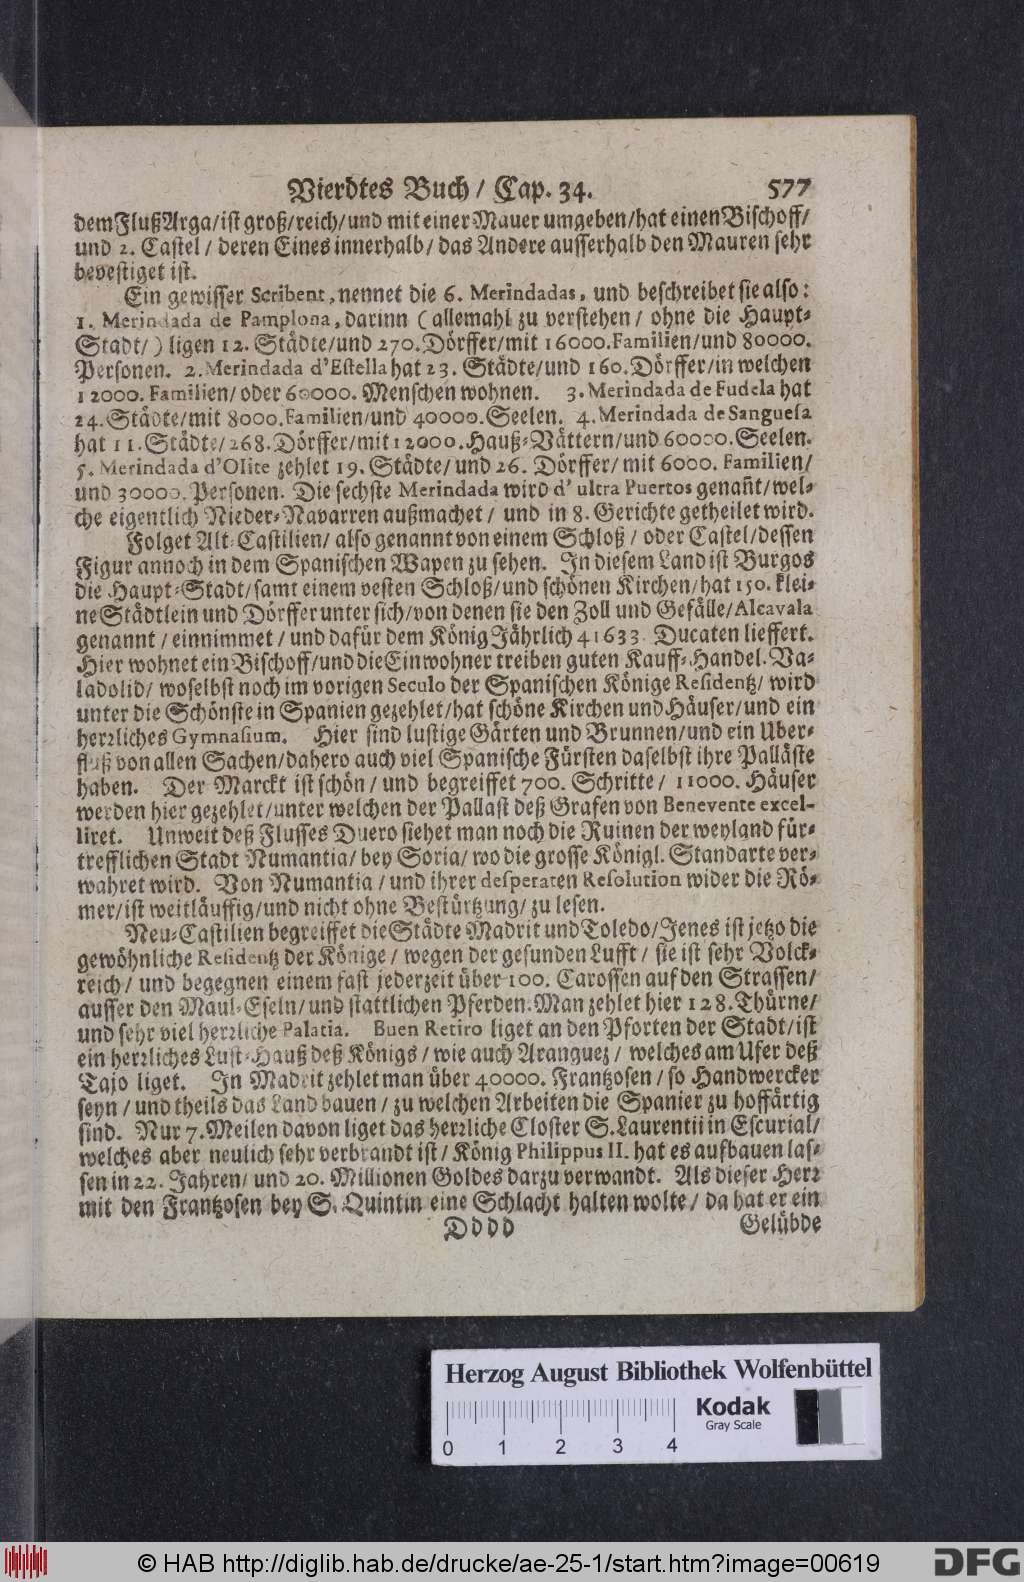 Vierdtes Buch / Cap. 34. 577
dem Fluß Arga / ist groß / reich / und mit einer Mauer umgeben / hat einen Bischoff /
und 2. Castel / deren Eines innerhalb / das Andere ausserhalb den Mauren sehr
bevestiget ist.
Ein gewisser Scribent, nennet die 6. Merindadas, und beschreibet sie also:
1. Merindada de Pamplona, darinn ( allemahl zu verstehen / ohne die Haupt-
Stadt / ) ligen 12. Städte / und 270. Dörffer / mit 16000. Familien / und 80000.
Personen. 2. Merindada d'Estella hat 23. Städte / und 160. Dörffer / in welchen
12000. Familien / oder 60000. Menschen wohnen. 3. Merindada de Fudela hat
24. Städte / mit 8000. Familien / und 40000. Seelen. 4. Merindada de Sanguesa
hat 11. Städte / 268. Dörffer / mit 12000. Hauß-Vättern / und 60000. Seelen.
5. Merindada d'Olite zehlet 19. Städte / und 26. Dörffer / mit 6000. Familien /
und 30000. Personen. Die sechste Merindada wird d' ultra Puertos genañt / wel-
che eigentlich Nieder-Navarren außmachet / und in 8. Gerichte getheilet wird.
Folget Alt-Castilien / also genannt von einem Schloß / oder Castel / dessen
Figur annoch in dem Spanischen Wapen zu sehen. In diesem Land ist Burgos
die Haupt-Stadt / samt einem vesten Schloß / und schönen Kirchen / hat 150. klei-
ne Städtlein und Dörffer unter sich / von denen sie den Zoll und Gefälle / Alcavala
genannt / einnimmet / und dafür dem König Jährlich 41633. Ducaten lieffert.
Hier wohnet ein Bischoff / und die Einwohner treiben guten Kauff-Handel. Va-
ladolid / woselbst noch im vorigen Seculo der Spanischen Könige Residentz / wird
unter die Schönste in Spanien gezehlet / hat schöne Kirchen und Häuser / und ein
herrliches Gymnasium. Hier sind lustige Gärten und Brunnen / und ein Uber-
fluß von allen Sachen / dahero auch viel Spanische Fürsten daselbst ihre Palläste
haben. Der Marckt ist schön / und begreiffet 700. Schritte / 11000. Häuser
werden hier gezehlet / unter welchen der Pallast deß Grafen von Benevente excel-
liret. Unweit deß Flusses Duero siehet man noch die Ruinen der weyland für-
trefflichen Stadt Numantia / bey Soria / wo die grosse Königl. Standarte ver-
wahret wird. Von Numantia / und ihrer desperaten Resolution wider die Rö-
mer / ist weitläuffig / und nicht ohne Bestürtzung / zu lesen.
Neu-Castilien begreiffet die Städte Madrit und Toledo / Jenes ist jetzo die
gewöhnliche Residentz der Könige / wegen der gesunden Lufft / sie ist sehr Volck-
reich / und begegnen einem fast jederzeit über 100. Carossen auf den Strassen /
ausser den Maul-Eseln / und stattlichen Pferden. Man zehlet hier 128. Thürne /
und sehr viel herrliche Palatia. Buen Retiro liget an den Pforten der Stadt / ist
ein herrliches Lust-Hauß deß Königs / wie auch Aranguez / welches am Ufer deß
Tajo liget. In Madrit zehlet man über 40000. Frantzosen / so Handwercker
seyn / und theils das Land bauen / zu welchen Arbeiten die Spanier zu hoffärtig
sind. Nur 7. Meilen davon liget das herrliche Closter S. Laurentii in Escurial /
welches aber neulich sehr verbrandt ist / König Philippus II. hat es aufbauen las-
sen in 22. Jahren / und 20. Millionen Goldes darzu verwandt. Als dieser Herr
mit den Frantzosen bey S. Quintin eine Schlacht halten wolte / da hat er ein
Dddd Gelübde
Herzog August Bibliothek Wolfenbüttel
Kodak
Gray Scale
0 1 2 3 4
© HAB http://diglib.hab.de/drucke/ae-25-1/start.htm?image=00619
DFG